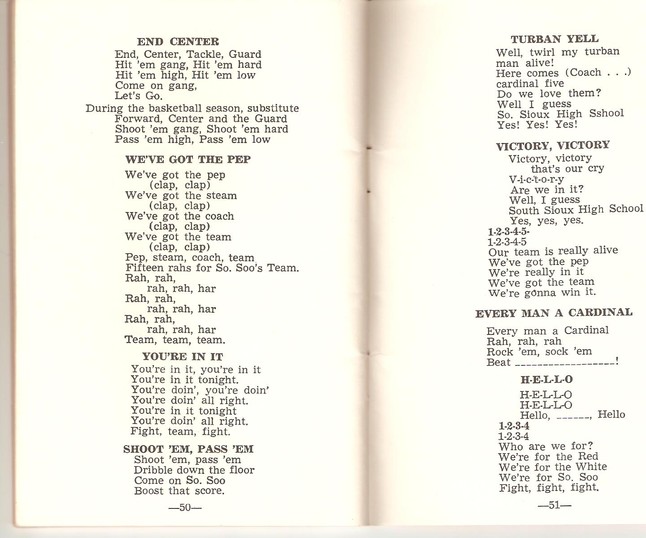 END CENTER
End, Center, Tackle, Guard
Hit 'em gang, Hit 'em hard
Hit 'em high, Hit 'em low
Come on gang,
Let's Go.
During the basketball season, substitute
Forward, Center and the Guard
Shoot 'em gang, Shoot 'em hard
Pass 'em high, Pass 'em low
WE'VE GOT THE PEP
We've got the pep
(clap, clap)
We've got the steam
(clap, clap)
We've got the coach
(clap, clap)
We've got the team
(clap, clap)
Pep, steam, coach, team
Fifteen rahs for So. Soo's Team.
Rah, rah,
rah, rah, har
Rah, rah,
rah, rah, har
Rah, rah,
rah, rah, har
Team, team, team.
YOU'RE IN IT
You're in it, you're in it
You're in it tonight.
You're doin', you're doin'
You're doin' all right.
You're in it tonight
You're doin' all right.
Fight, team, fight.
SHOOT 'EM, PASS 'EM
Shoot 'em, pass 'em
Dribble down the floor
Come on So. Soo
Boost that score.
—50—
TURBAN YELL
Well, twirl my turban
man alive!
Here comes (Coach . . .)
cardinal five
Do we love them?
Well I guess
So. Sioux High Sshool
Yes! Yes! Yes!
VICTORY, VICTORY
Victory, victory
that's our cry
V-i-c-t-o-r-y
Are we in it?
Well, I guess
South Sioux High School
Yes, yes, yes.
1-2-3-4-5-
1-2-3-4-5
Our team is really alive
We've got the pep
We're really in it
We've got the team
We're gonna win it.
EVERY MAN A CARDINAL
Every man a Cardinal
Rah, rah, rah
Rock 'em, sock 'em
Beat __________________!
H-E-L-L-O
H-E-L-L-O
H-E-L-L-O
Hello, ______, Hello
1-2-3-4
1-2-3-4
Who are we for?
We're for the Red
We're for the White
We're for So. Soo
Fight, fight, fight.
—51—